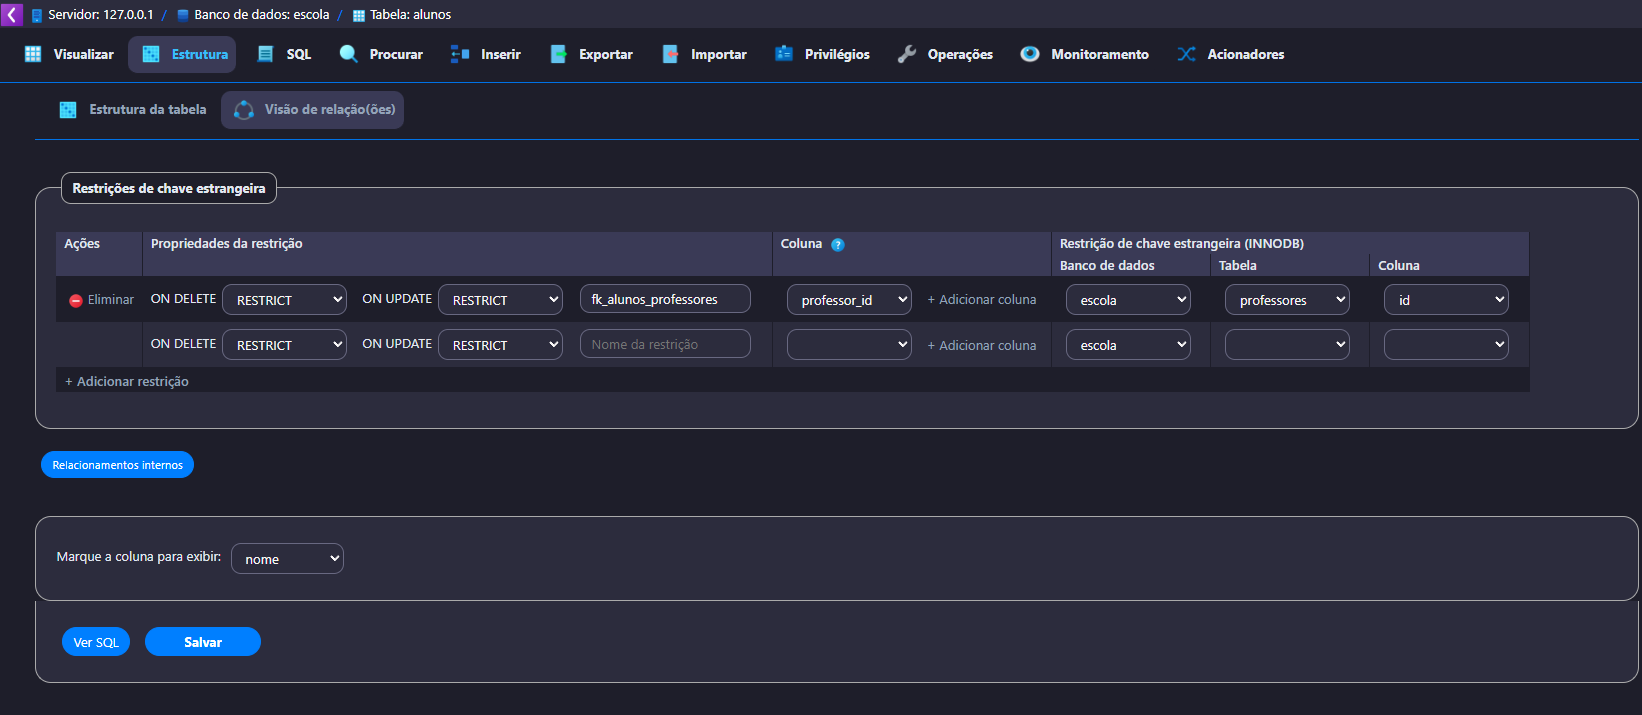 Servidor: 127.0.0.1 / Banco de dados: escola / Tabela: alunos
Visualizar Estrutura SQL Procurar Inserir Exportar Importar Privilégios Operações Monitoramento Acionadores
Estrutura da tabela Visão de relação(ões)
Restrições de chave estrangeira
Ações Propriedades da restrição Coluna ? Restrição de chave estrangeira (INNODB)
Banco de dados Tabela Coluna
Eliminar ON DELETE RESTRICT ON UPDATE RESTRICT fk_alunos_professores professor_id + Adicionar coluna escola professores id
ON DELETE RESTRICT ON UPDATE RESTRICT Nome da restrição + Adicionar coluna escola
+ Adicionar restrição
Relacionamentos internos
Marque a coluna para exibir: nome
Ver SQL Salvar